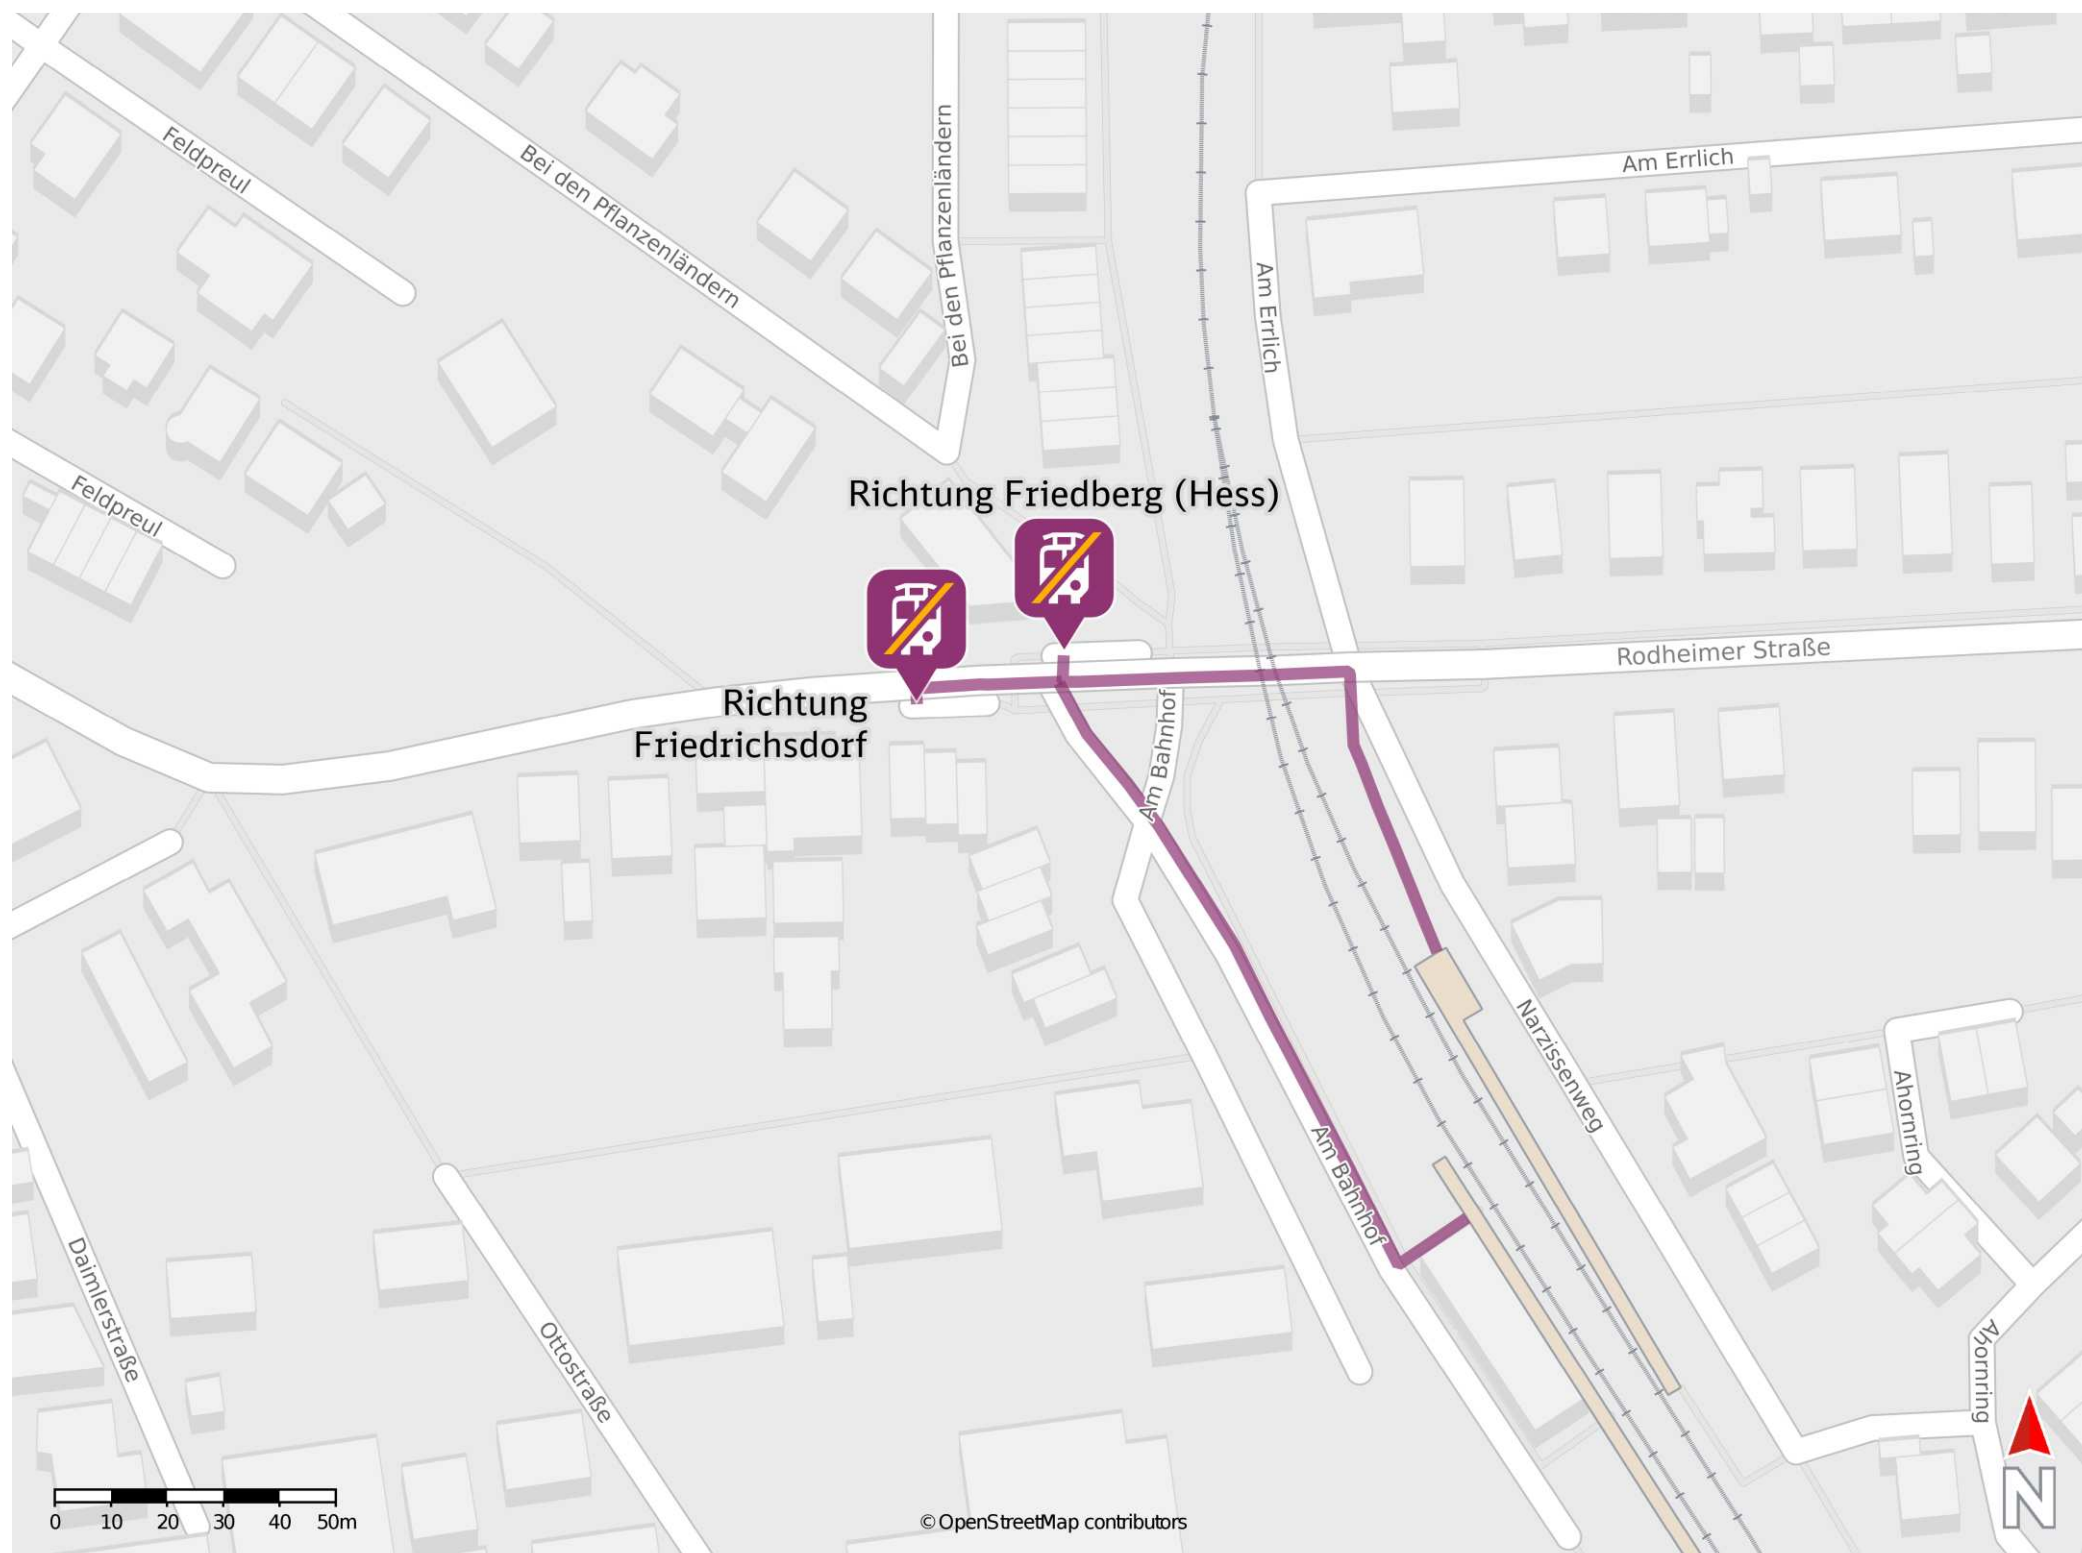 Feldpreul
Bei den Pflanzenländern
Bei den Pflanzenländern
Am Errlich
Am Errlich
Feldpreul
Richtung Friedberg (Hess)
Rodheimer Straße
Richtung
Friedrichsdorf
Am Bahnhof
Narzissenweg
Ahornring
Am Bahnhof
Daimlerstraße
Ottostraße
Ahornring
0 10 20 30 40 50m
© OpenStreetMap contributors
N